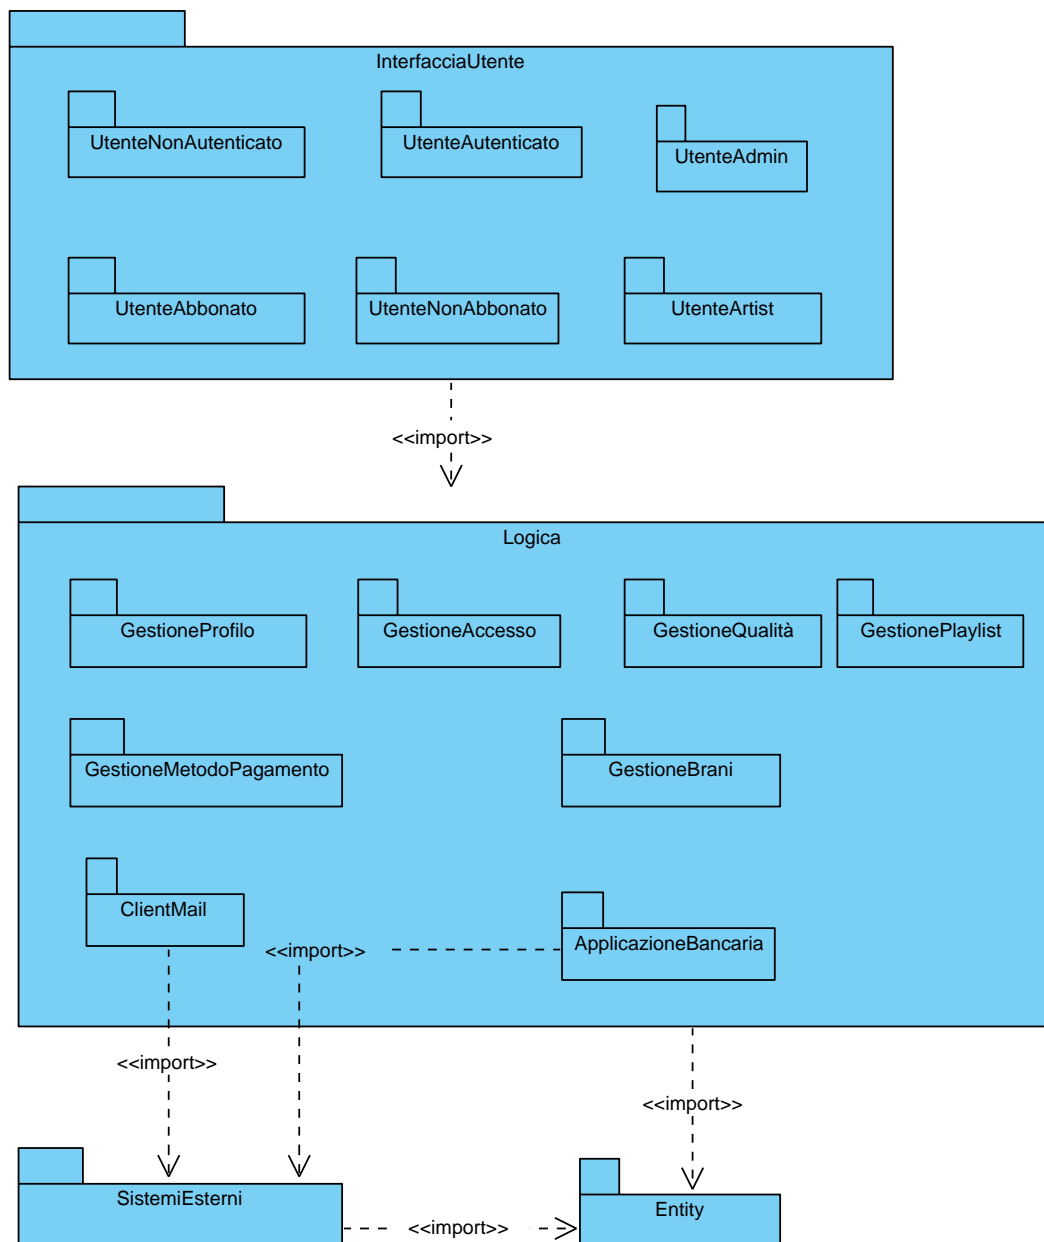 InterfacciaUtente
UtenteNonAutenticato
UtenteAutenticato
UtenteAdmin
UtenteAbbonato
UtenteNonAbbonato
UtenteArtist
<<import>>
Logica
GestioneProfilo
GestioneAccesso
GestioneQualità
GestionePlaylist
GestioneMetodoPagamento
GestioneBrani
ClientMail
<<import>>
ApplicazioneBancaria
<<import>>
<<import>>
SistemiEsterni
<<import>>
Entity